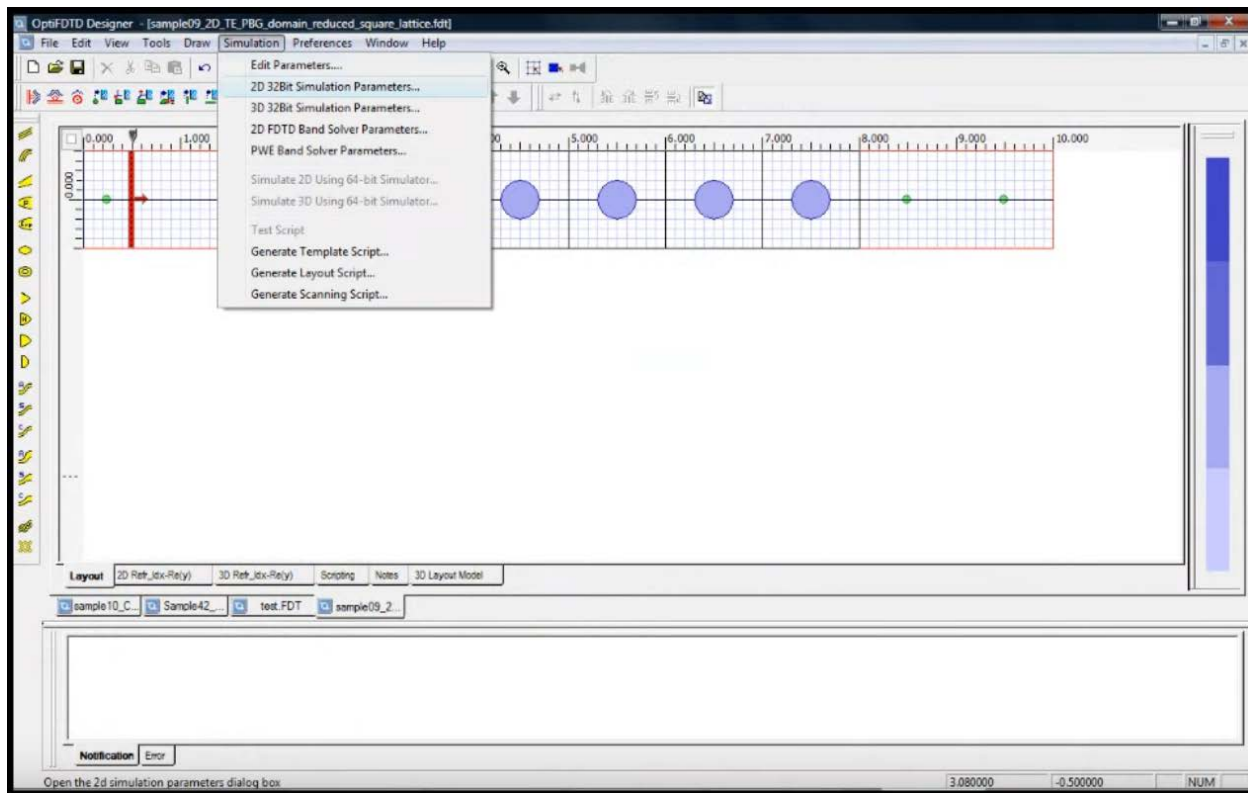 OptiFDTD Designer - [sample09_2D_TE_PBG_domain_reduced_square_lattice.fdt]
File Edit View Tools Draw Simulation Preferences Window Help
Edit Parameters....
2D 32Bit Simulation Parameters...
3D 32Bit Simulation Parameters...
2D FDTD Band Solver Parameters...
PWE Band Solver Parameters...
Simulate 2D Using 64-bit Simulator...
Simulate 3D Using 64-bit Simulator...
Test Script
Generate Template Script...
Generate Layout Script...
Generate Scanning Script...
0.000 1.000 5.000 6.000 7.000 8.000 9.000 10.000
0.000
Layout 2D Refr_Idx-Re(y) 3D Refr_Idx-Re(y) Scripting Notes 3D Layout Model
sample10_C... Sample42_... test.FDT sample09_2...
Notification Error
Open the 2d simulation parameters dialog box 3.080000 -0.500000 NUM